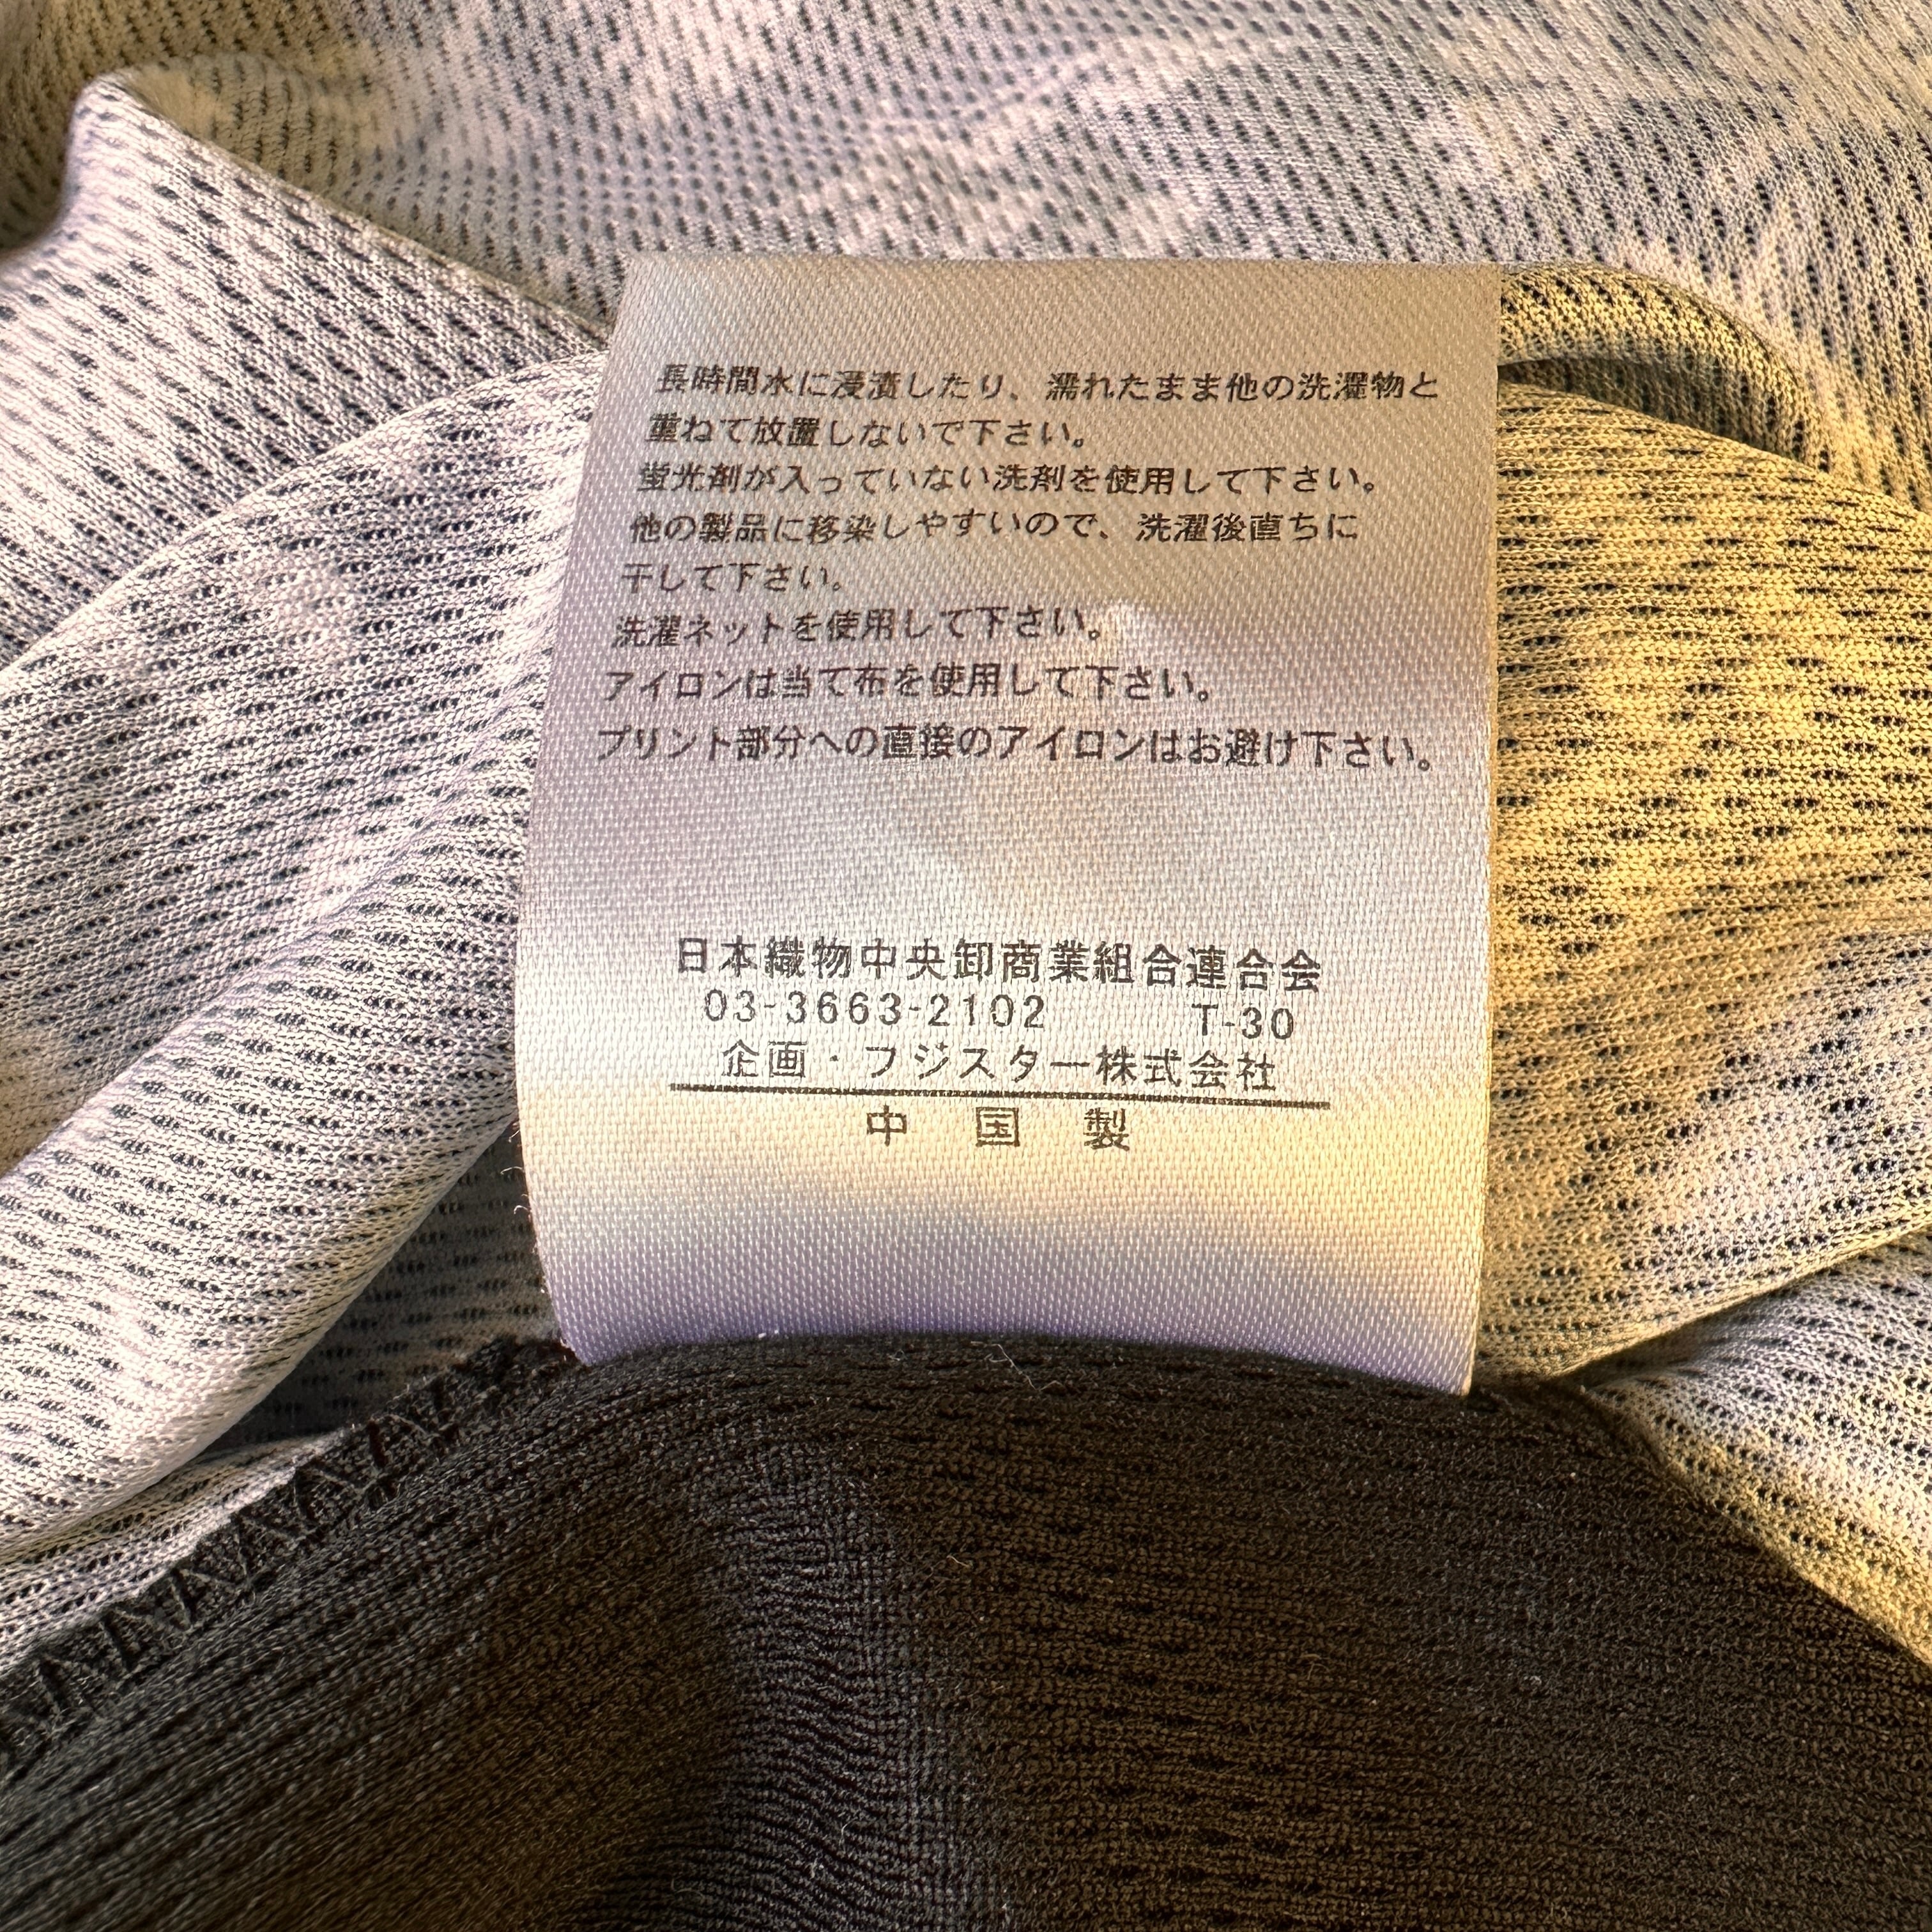 長時間水に浸漬したり、濡れたまま他の洗濯物と
重ねて放置しないで下さい。
蛍光剤が入っていない洗剤を使用して下さい。
他の製品に移染しやすいので、洗濯後直ちに
干して下さい。
洗濯ネットを使用して下さい。
アイロンは当て布を使用して下さい。
プリント部分への直接のアイロンはお避け下さい。
日本織物中央卸商業組合連合会
03-3663-2102 T-30
企画・フジスター株式会社
中国製